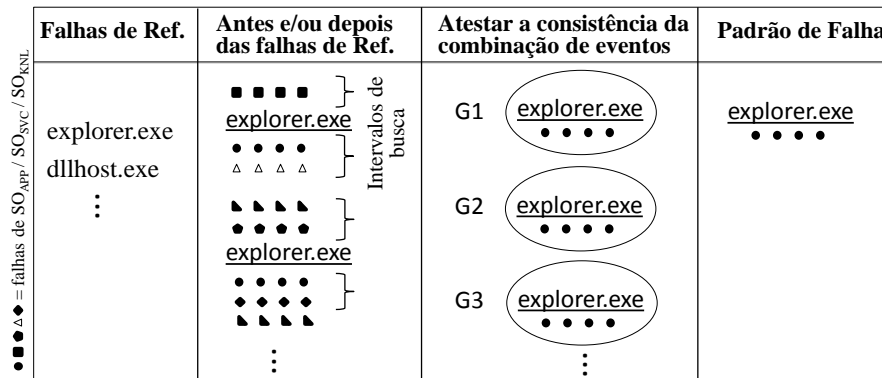 Falhas de Ref.
Antes e/ou depois
das falhas de Ref.
Atestar a consistência da
combinação de eventos
Padrão de Falha
●■⬟△◆ = falhas de SO_APP / SO_SVC / SO_KNL
explorer.exe
dllhost.exe
explorer.exe
explorer.exe
Intervalos de
busca
G1
explorer.exe
G2
explorer.exe
G3
explorer.exe
explorer.exe